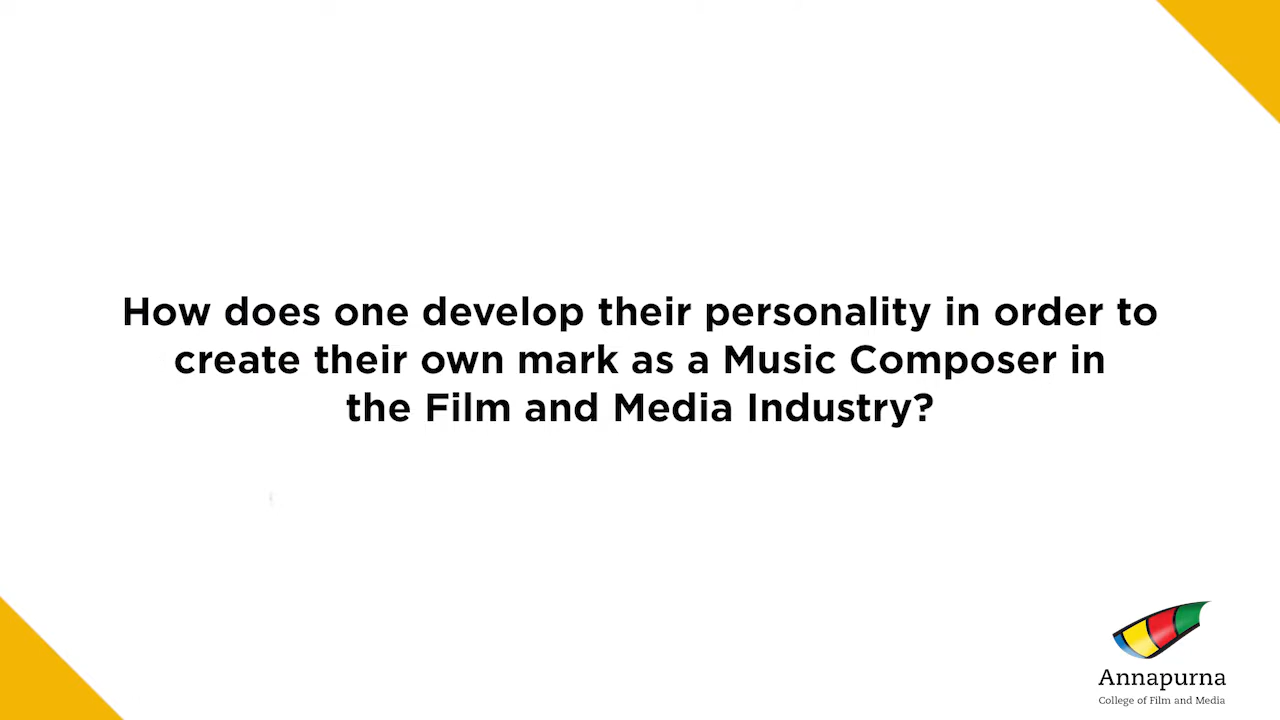 How does one develop their personality in order to
create their own mark as a Music Composer in
the Film and Media Industry?
Annapurna
College of Film and Media